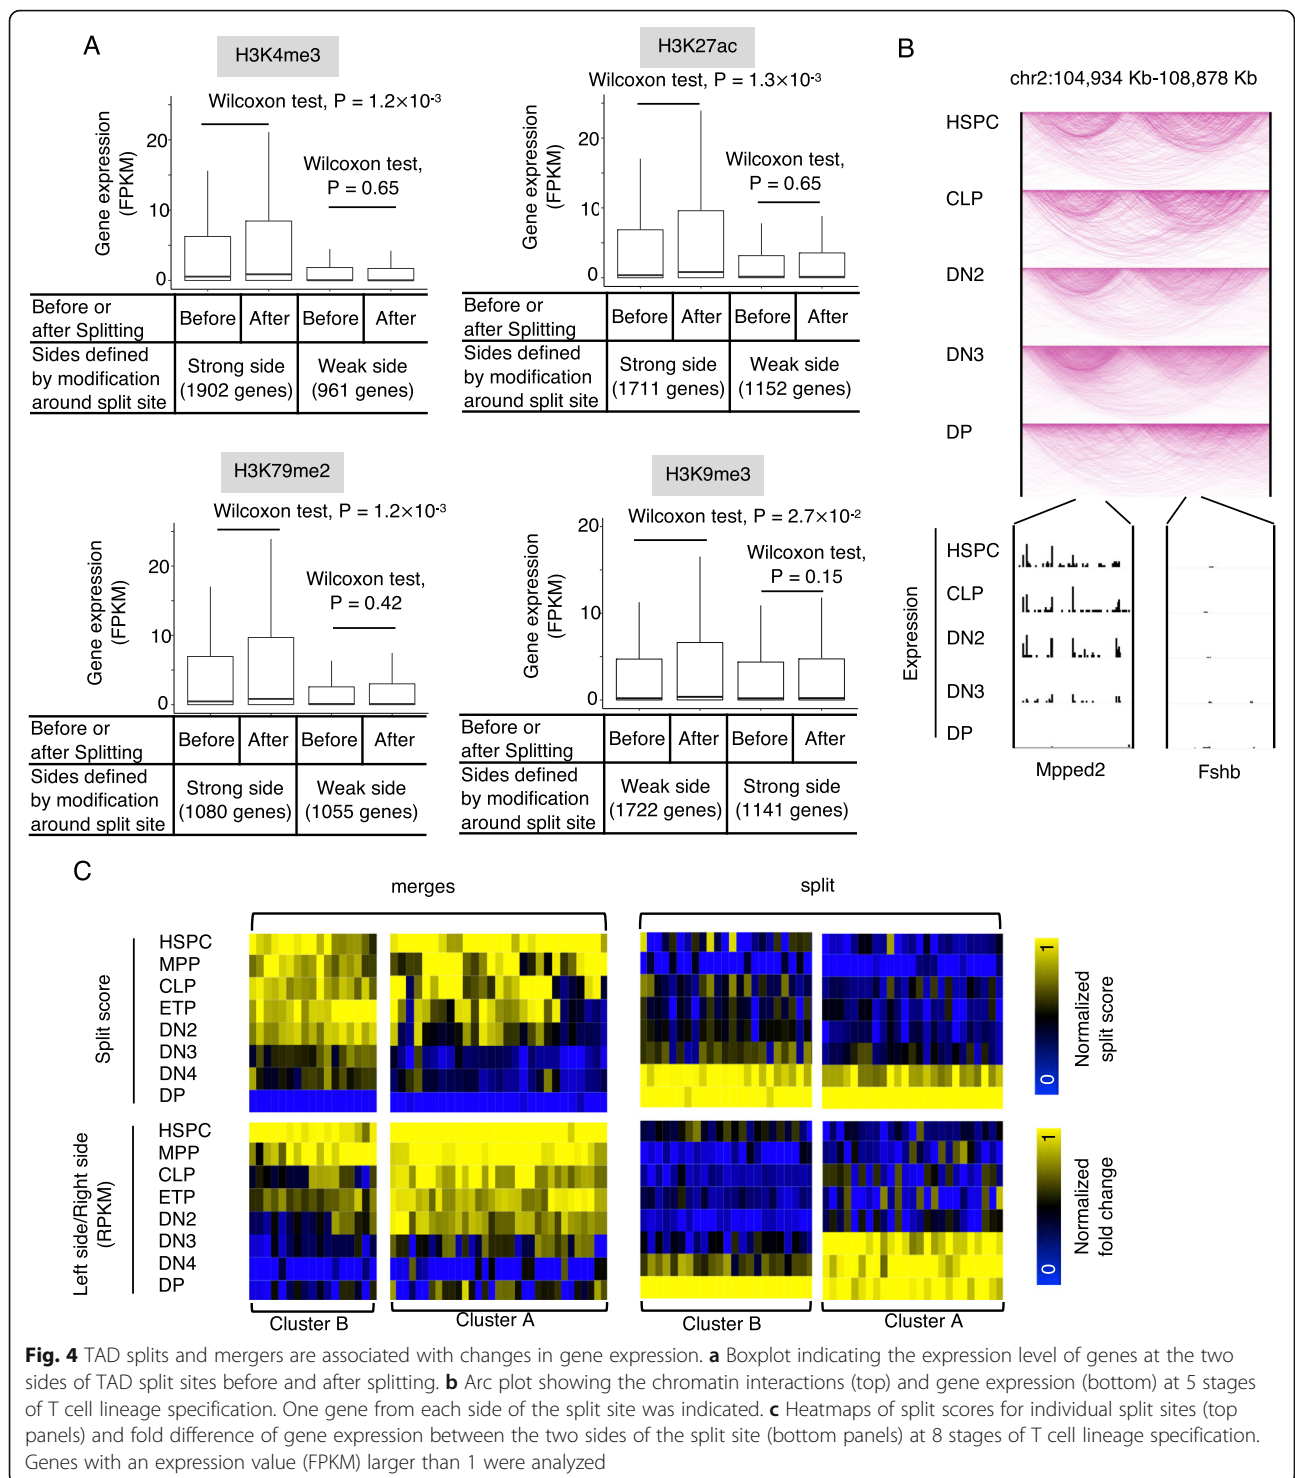 A
H3K4me3
Wilcoxon test, P = 1.2×10-3
Wilcoxon test,
P = 0.65
Gene expression
(FPKM)
20
10
0
Before or
after Splitting
Before
After
Before
After
Sides defined
by modification
around split site
Strong side
(1902 genes)
Weak side
(961 genes)
H3K27ac
Wilcoxon test, P = 1.3×10-3
Wilcoxon test,
P = 0.65
Gene expression
(FPKM)
20
10
0
Before or
after Splitting
Before
After
Before
After
Sides defined
by modification
around split site
Strong side
(1711 genes)
Weak side
(1152 genes)
H3K79me2
Wilcoxon test, P = 1.2×10-3
Wilcoxon test,
P = 0.42
Gene expression
(FPKM)
20
10
0
Before or
after Splitting
Before
After
Before
After
Sides defined
by modification
around split site
Strong side
(1080 genes)
Weak side
(1055 genes)
H3K9me3
Wilcoxon test, P = 2.7×10-2
Wilcoxon test,
P = 0.15
Gene expression
(FPKM)
20
10
0
Before or
after Splitting
Before
After
Before
After
Sides defined
by modification
around split site
Weak side
(1722 genes)
Strong side
(1141 genes)
B
chr2:104,934 Kb-108,878 Kb
HSPC
CLP
DN2
DN3
DP
Expression
HSPC
CLP
DN2
DN3
DP
Mpped2
Fshb
C
merges
split
Split score
HSPC
MPP
CLP
ETP
DN2
DN3
DN4
DP
Normalized
split score
1
0
Left side/Right side
(RPKM)
HSPC
MPP
CLP
ETP
DN2
DN3
DN4
DP
Normalized
fold change
1
0
Cluster B
Cluster A
Cluster B
Cluster A
Fig. 4 TAD splits and mergers are associated with changes in gene expression. a Boxplot indicating the expression level of genes at the two
sides of TAD split sites before and after splitting. b Arc plot showing the chromatin interactions (top) and gene expression (bottom) at 5 stages
of T cell lineage specification. One gene from each side of the split site was indicated. c Heatmaps of split scores for individual split sites (top
panels) and fold difference of gene expression between the two sides of the split site (bottom panels) at 8 stages of T cell lineage specification.
Genes with an expression value (FPKM) larger than 1 were analyzed